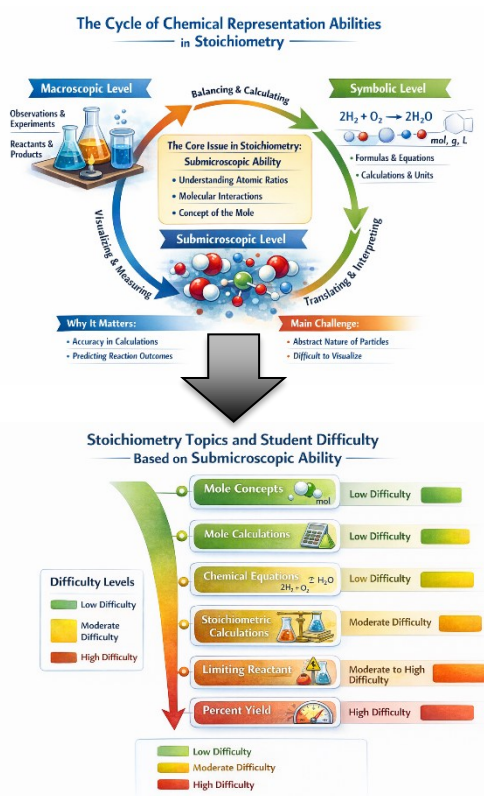 The Cycle of Chemical Representation Abilities
in Stoichiometry
Macroscopic Level
Observations &
Experiments
Reactants &
Products
Balancing & Calculating
Symbolic Level
2H₂ + O₂ → 2H₂O
mol, g, L
• Formulas & Equations
• Calculations & Units
The Core Issue in Stoichiometry:
Submicroscopic Ability
• Understanding Atomic Ratios
• Molecular Interactions
• Concept of the Mole
Submicroscopic Level
Visualizing & Measuring
Translating & Interpreting
Why It Matters:
• Accuracy in Calculations
• Predicting Reaction Outcomes
Main Challenge:
• Abstract Nature of Particles
• Difficult to Visualize
Stoichiometry Topics and Student Difficulty
Based on Submicroscopic Ability
Mole Concepts
mol
Low Difficulty
Mole Calculations
Low Difficulty
Chemical Equations
2H₂ + O₂
H₂O
Low Difficulty
Stoichiometric
Calculations
Moderate Difficulty
Limiting Reactant
Moderate to High
Difficulty
Percent Yield
High Difficulty
Difficulty Levels
Low Difficulty
Moderate
Difficulty
High Difficulty
Low Difficulty
Moderate Difficulty
High Difficulty